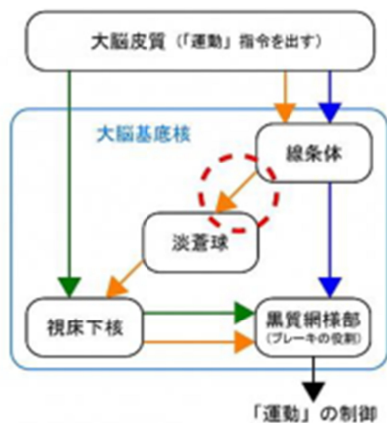 大脳皮質(「運動」指令を出す)
大脳基底核
線条体
淡蒼球
視床下核
黒質網様部
(ブレーキの役割)
「運動」の制御